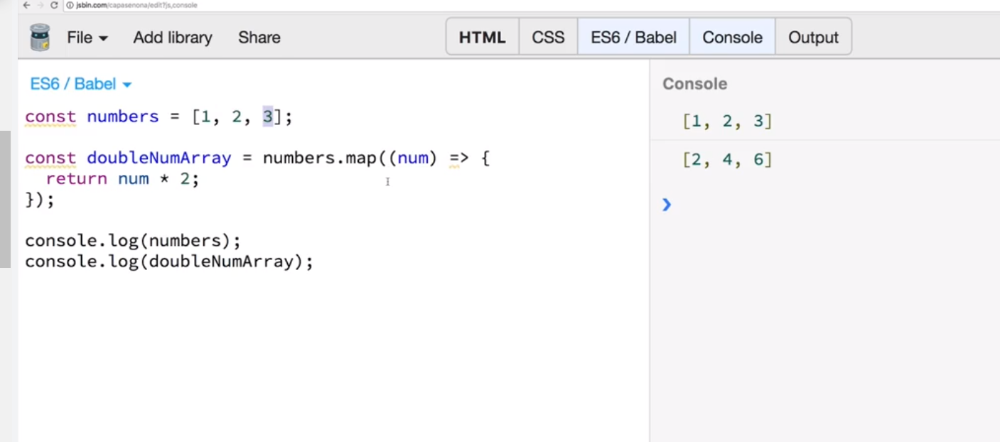 jsbin.com/capasenona/edit?js,console
File Add library Share HTML CSS ES6 / Babel Console Output
ES6 / Babel
const numbers = [1, 2, 3];
const doubleNumArray = numbers.map((num) => {
return num * 2;
});
console.log(numbers);
console.log(doubleNumArray);
Console
[1, 2, 3]
[2, 4, 6]